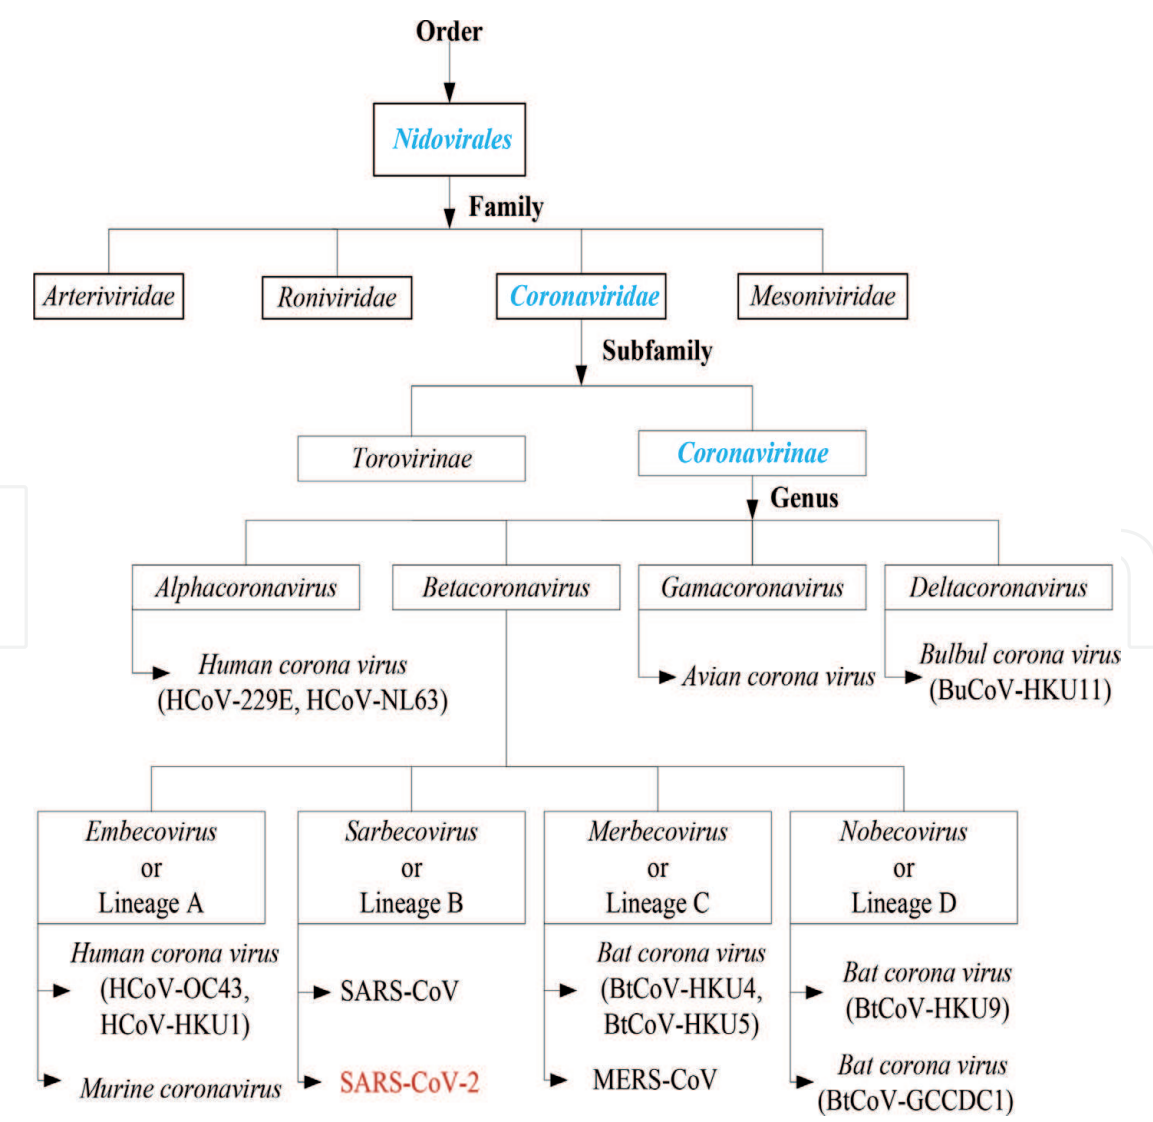 Order
Nidovirales
Family
Arteriviridae
Roniviridae
Coronaviridae
Mesoniviridae
Subfamily
Torovirinae
Coronavirinae
Genus
Alphacoronavirus
Betacoronavirus
Gamacoronavirus
Deltacoronavirus
Human corona virus
(HCoV-229E, HCoV-NL63)
Avian corona virus
Bulbul corona virus
(BuCoV-HKU11)
Embecovirus
or
Lineage A
Sarbecovirus
or
Lineage B
Merbecovirus
or
Lineage C
Nobecovirus
or
Lineage D
Human corona virus
(HCoV-OC43,
HCoV-HKU1)
Murine coronavirus
SARS-CoV
SARS-CoV-2
Bat corona virus
(BtCoV-HKU4,
BtCoV-HKU5)
MERS-CoV
Bat corona virus
(BtCoV-HKU9)
Bat corona virus
(BtCoV-GCCDC1)